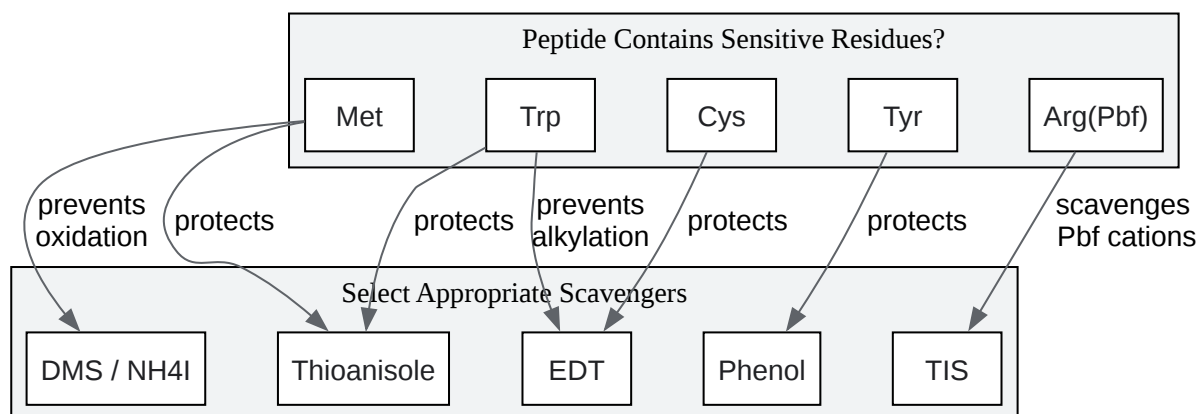 Peptide Contains Sensitive Residues?
Met
Trp
Cys
Tyr
Arg(Pbf)
prevents
oxidation
protects
protects
prevents
alkylation
protects
protects
scavenges
Pbf cations
Select Appropriate Scavengers
DMS / NH4I
Thioanisole
EDT
Phenol
TIS